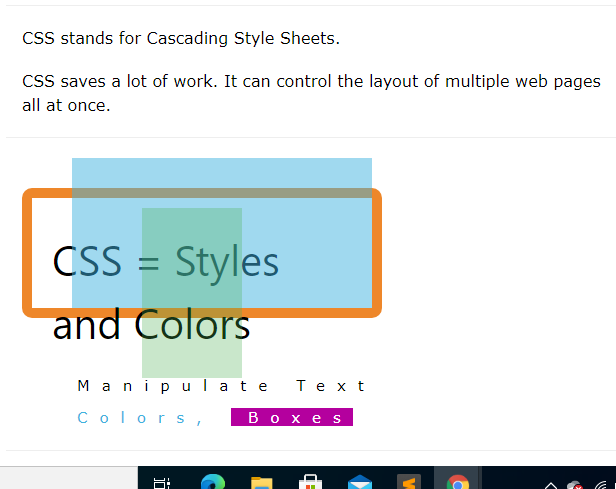 CSS stands for Cascading Style Sheets.
CSS saves a lot of work. It can control the layout of multiple web pages
all at once.
CSS = Styles
and Colors
Manipulate Text
Colors, Boxes